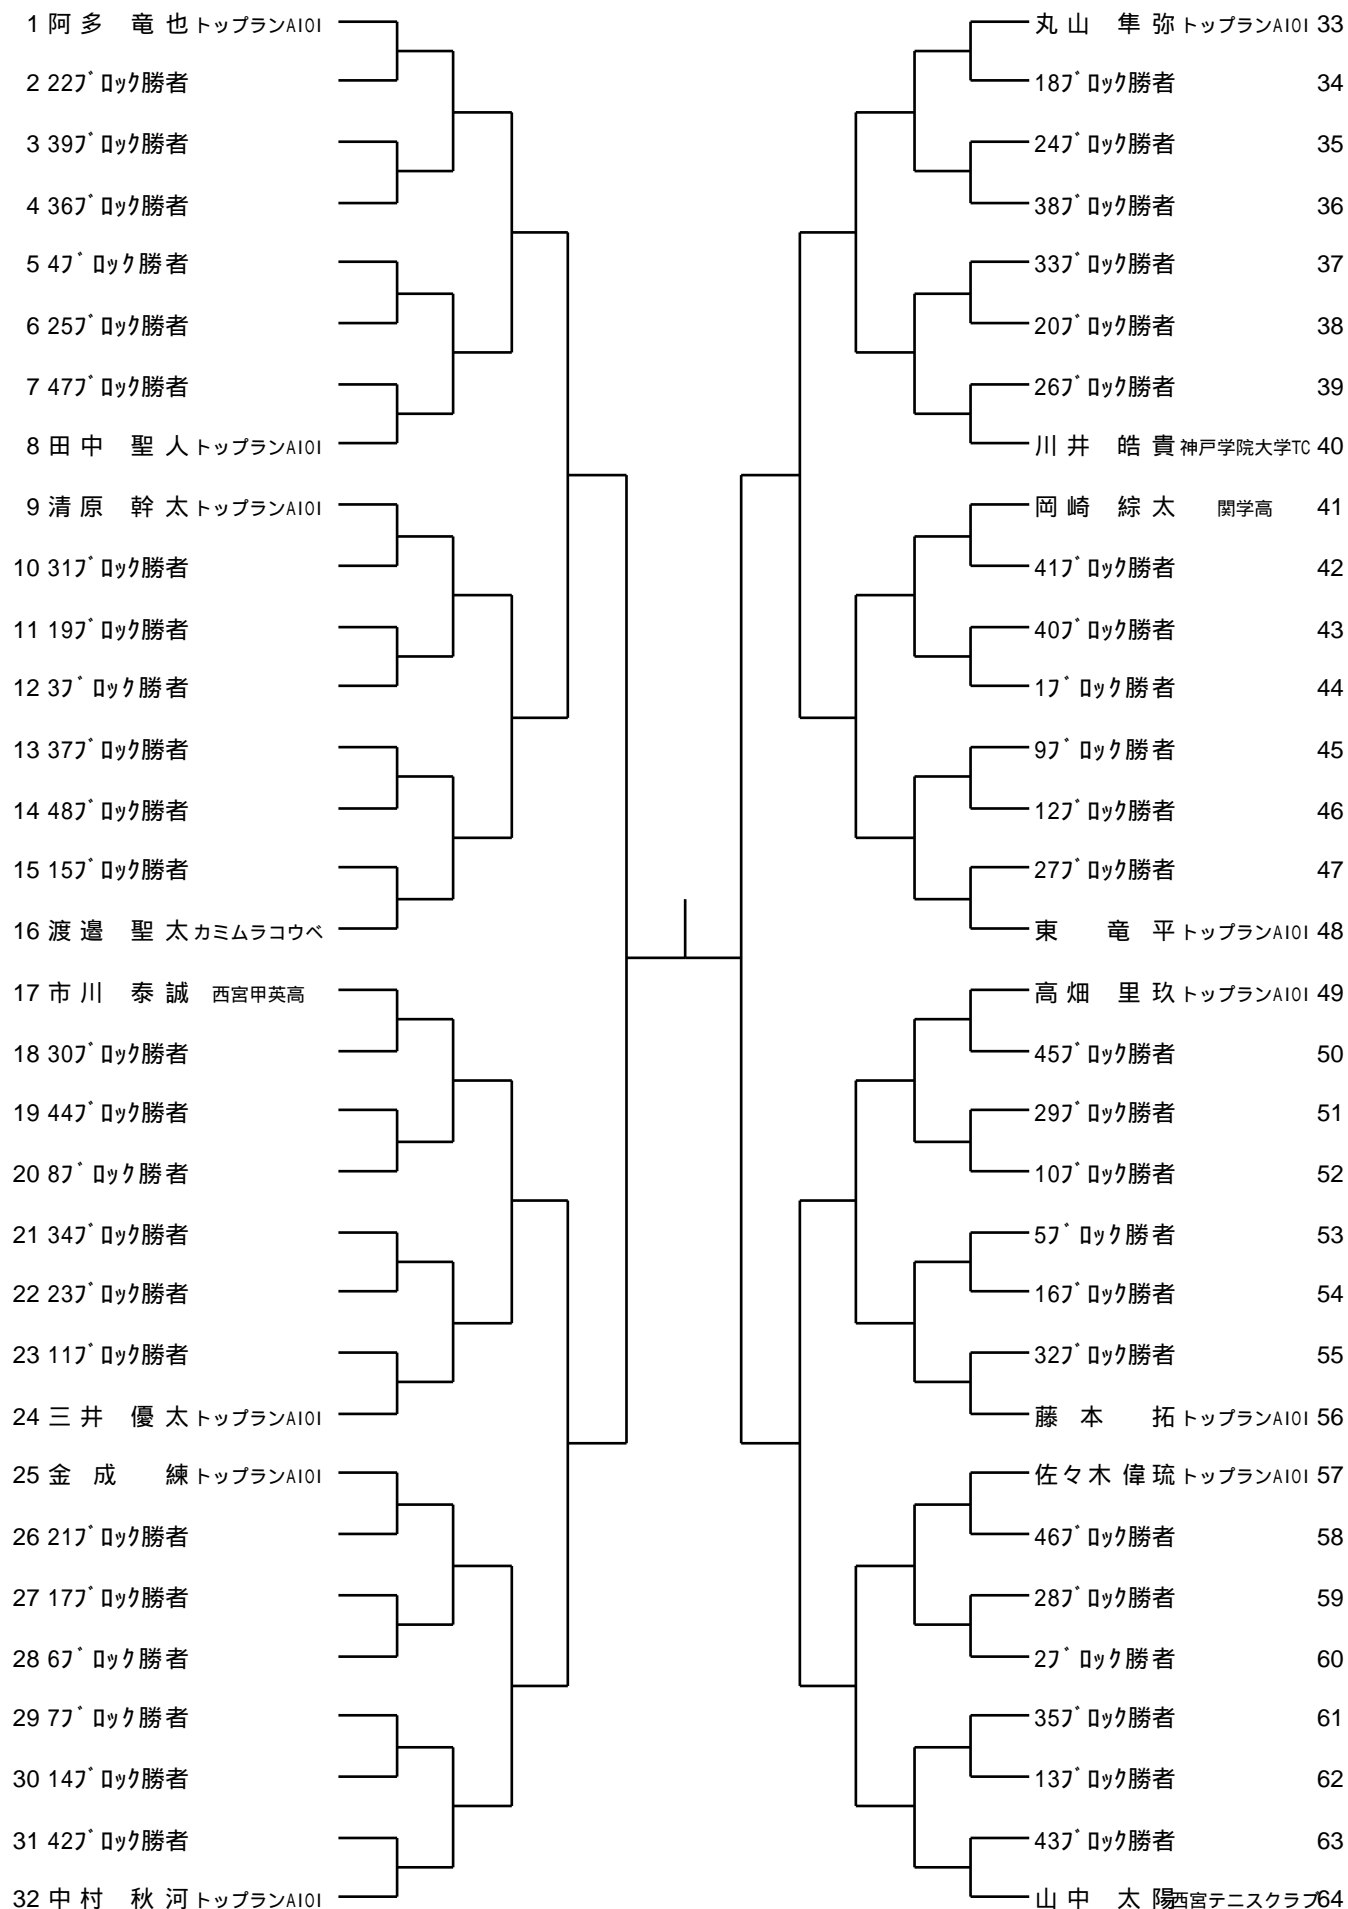 1 阿多 竜也 トップランAIOI
2 22ブロック勝者
3 39ブロック勝者
4 36ブロック勝者
5 4ブロック勝者
6 25ブロック勝者
7 47ブロック勝者
8 田中 聖人 トップランAIOI
9 清原 幹太 トップランAIOI
10 31ブロック勝者
11 19ブロック勝者
12 3ブロック勝者
13 37ブロック勝者
14 48ブロック勝者
15 15ブロック勝者
16 渡邉 聖太 カミムラコウベ
17 市川 泰誠 西宮甲英高
18 30ブロック勝者
19 44ブロック勝者
20 8ブロック勝者
21 34ブロック勝者
22 23ブロック勝者
23 11ブロック勝者
24 三井 優太 トップランAIOI
25 金成 練 トップランAIOI
26 21ブロック勝者
27 17ブロック勝者
28 6ブロック勝者
29 7ブロック勝者
30 14ブロック勝者
31 42ブロック勝者
32 中村 秋河 トップランAIOI
丸山 隼弥 トップランAIOI 33
18ブロック勝者 34
24ブロック勝者 35
38ブロック勝者 36
33ブロック勝者 37
20ブロック勝者 38
26ブロック勝者 39
川井 皓貴 神戸学院大学TC 40
岡崎 綜太 関学高 41
41ブロック勝者 42
40ブロック勝者 43
1ブロック勝者 44
9ブロック勝者 45
12ブロック勝者 46
27ブロック勝者 47
東 竜平 トップランAIOI 48
高畑 里玖 トップランAIOI 49
45ブロック勝者 50
29ブロック勝者 51
10ブロック勝者 52
5ブロック勝者 53
16ブロック勝者 54
32ブロック勝者 55
藤本 拓 トップランAIOI 56
佐々木 偉琉 トップランAIOI 57
46ブロック勝者 58
28ブロック勝者 59
2ブロック勝者 60
35ブロック勝者 61
13ブロック勝者 62
43ブロック勝者 63
山中 太陽 西宮テニスクラブ 64